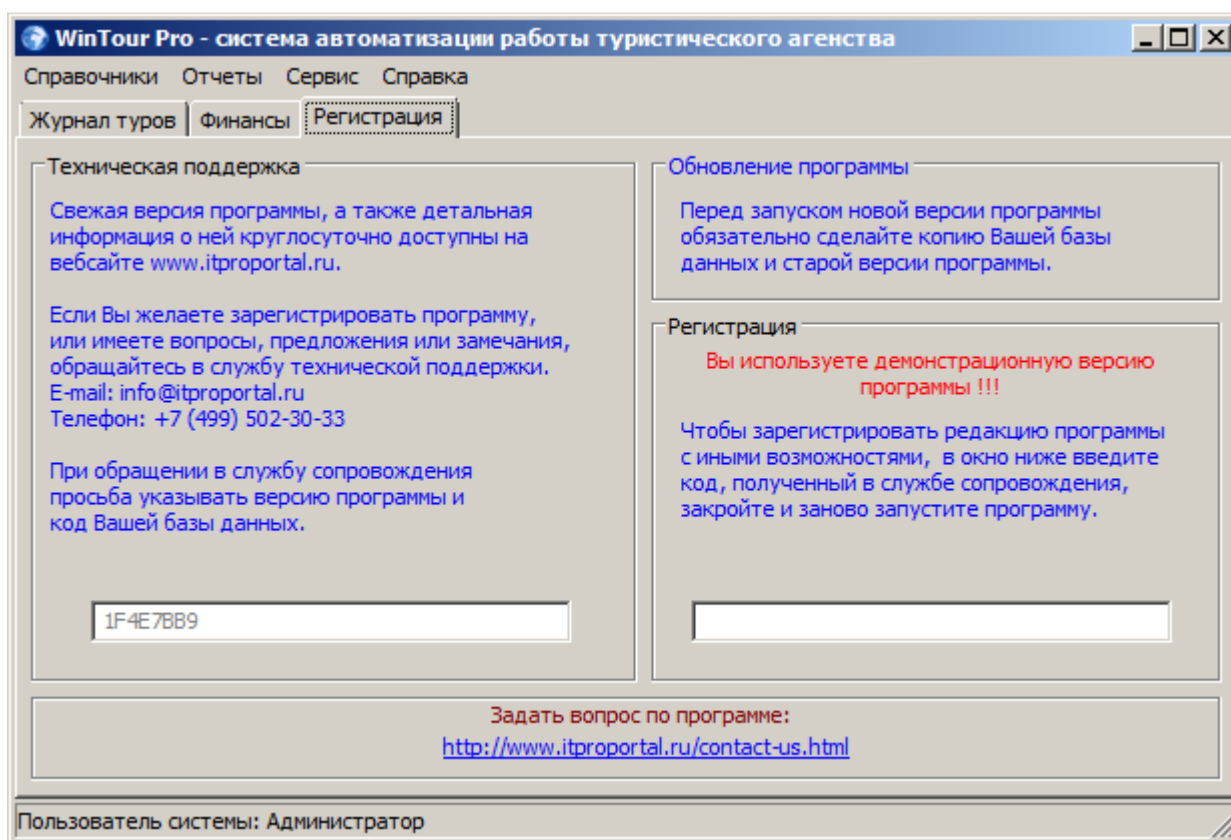 WinTour Pro - система автоматизации работы туристического агенства
Справочники Отчеты Сервис Справка
Журнал туров Финансы Регистрация
Техническая поддержка
Свежая версия программы, а также детальная
информация о ней круглосуточно доступны на
вебсайте www.itproportal.ru.
Если Вы желаете зарегистрировать программу,
или имеете вопросы, предложения или замечания,
обращайтесь в службу технической поддержки.
E-mail: info@itproportal.ru
Телефон: +7 (499) 502-30-33
При обращении в службу сопровождения
просьба указывать версию программы и
код Вашей базы данных.
1F4E7BB9
Обновление программы
Перед запуском новой версии программы
обязательно сделайте копию Вашей базы
данных и старой версии программы.
Регистрация
Вы используете демонстрационную версию
программы !!!
Чтобы зарегистрировать редакцию программы
с иными возможностями, в окно ниже введите
код, полученный в службе сопровождения,
закройте и заново запустите программу.
Задать вопрос по программе:
http://www.itproportal.ru/contact-us.html
Пользователь системы: Администратор